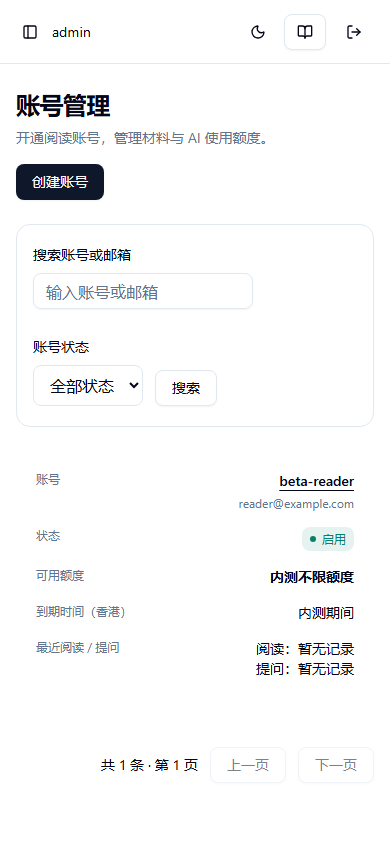 admin
账号管理
开通阅读账号，管理材料与 AI 使用额度。
创建账号
搜索账号或邮箱
输入账号或邮箱
账号状态
全部状态
搜索
账号
beta-reader
reader@example.com
状态
启用
可用额度
内测不限额度
到期时间（香港）
内测期间
最近阅读 / 提问
阅读：暂无记录
提问：暂无记录
共 1 条 · 第 1 页
上一页
下一页